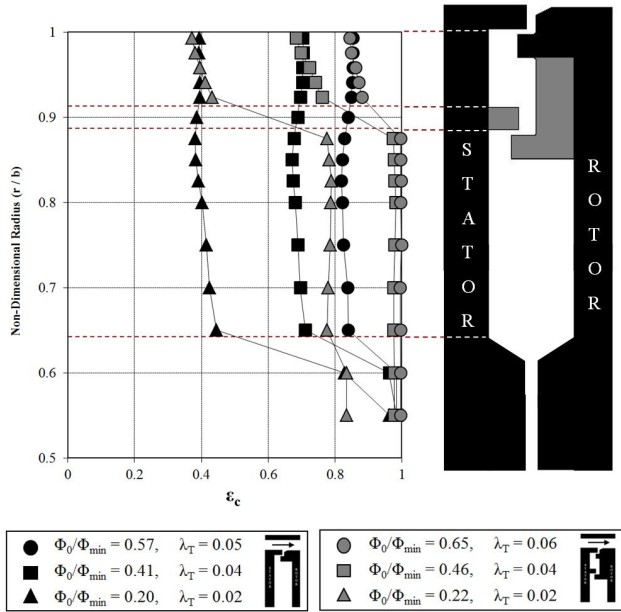 Non-Dimensional Radius (r / b)
1
0.9
0.8
0.7
0.6
0.5
0
0.2
0.4
0.6
0.8
1
εc
STATOR
ROTOR
Φ0/Φmin = 0.57, λT = 0.05
Φ0/Φmin = 0.41, λT = 0.04
Φ0/Φmin = 0.20, λT = 0.02
Φ0/Φmin = 0.65, λT = 0.06
Φ0/Φmin = 0.46, λT = 0.04
Φ0/Φmin = 0.22, λT = 0.02